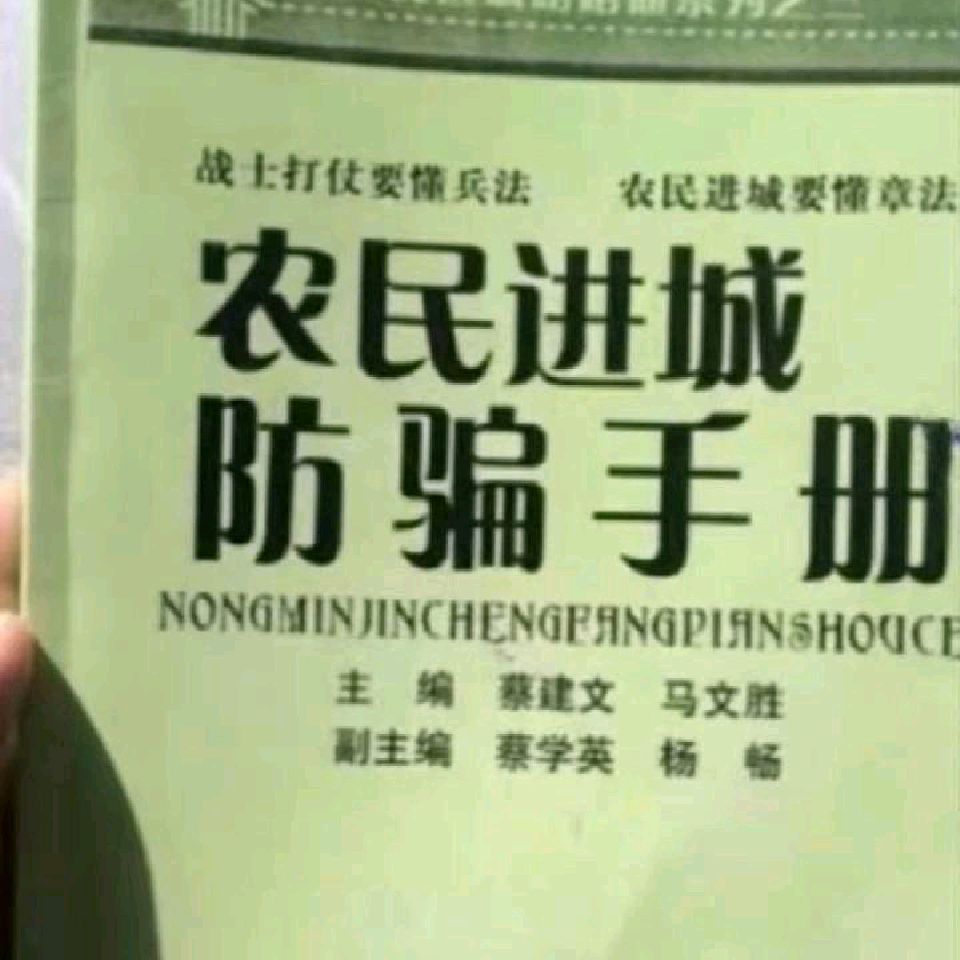 战士打仗要懂兵法 农民进城要懂章法
农民进城
防骗手册
NONGMINJINCHENGFANGPIANSHOUCE
主 编 蔡建文 马文胜
副主编 蔡学英 杨 畅